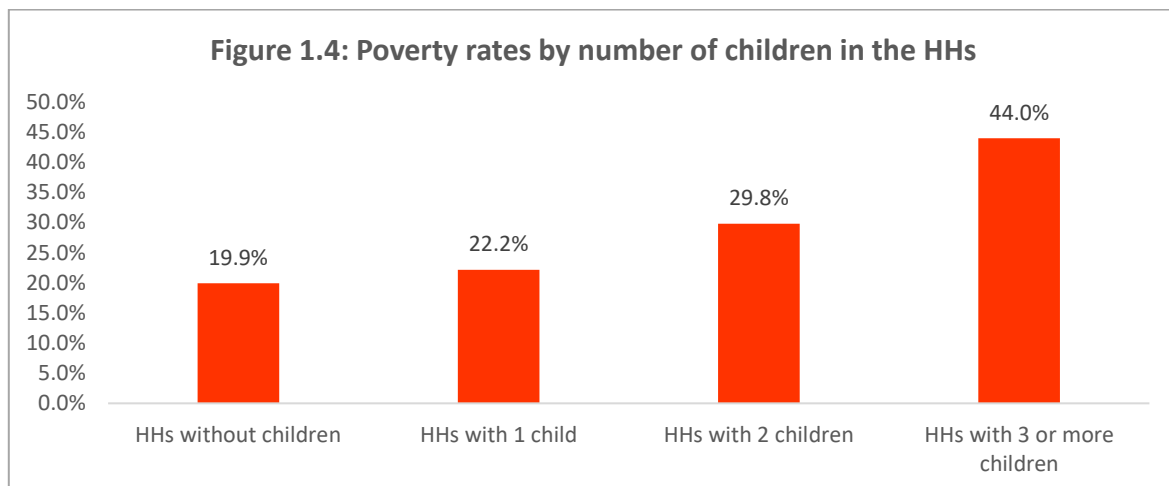 Figure 1.4: Poverty rates by number of children in the HHs
50.0%
45.0%
40.0%
35.0%
30.0%
25.0%
20.0%
15.0%
10.0%
5.0%
0.0%
19.9%
22.2%
29.8%
44.0%
HHs without children
HHs with 1 child
HHs with 2 children
HHs with 3 or more
children